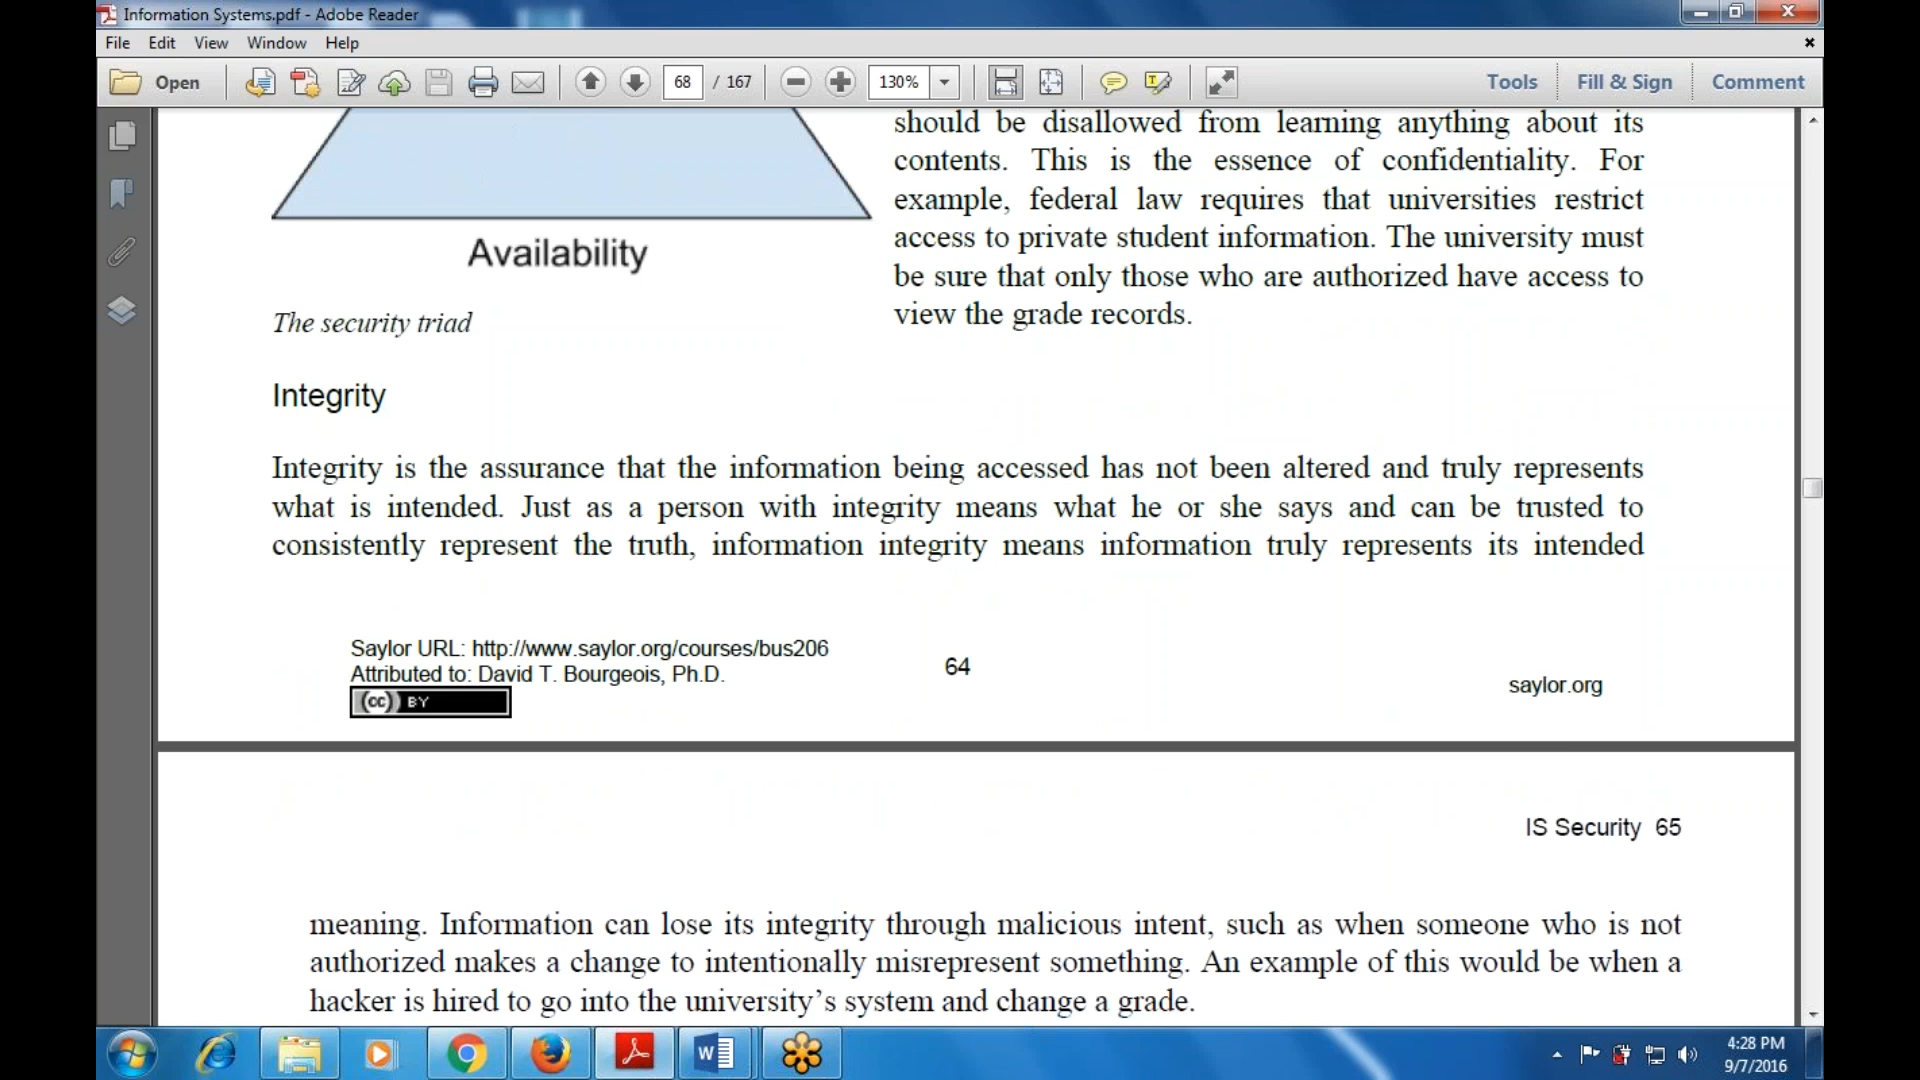 Information Systems.pdf - Adobe Reader
File Edit View Window Help
Open 68 / 167 130% Tools Fill & Sign Comment
should be disallowed from learning anything about its
contents. This is the essence of confidentiality. For
example, federal law requires that universities restrict
access to private student information. The university must
be sure that only those who are authorized have access to
view the grade records.
Availability
The security triad
Integrity
Integrity is the assurance that the information being accessed has not been altered and truly represents
what is intended. Just as a person with integrity means what he or she says and can be trusted to
consistently represent the truth, information integrity means information truly represents its intended
Saylor URL: http://www.saylor.org/courses/bus206
Attributed to: David T. Bourgeois, Ph.D.
64
saylor.org
cc BY
IS Security 65
meaning. Information can lose its integrity through malicious intent, such as when someone who is not
authorized makes a change to intentionally misrepresent something. An example of this would be when a
hacker is hired to go into the university’s system and change a grade.
4:28 PM
9/7/2016